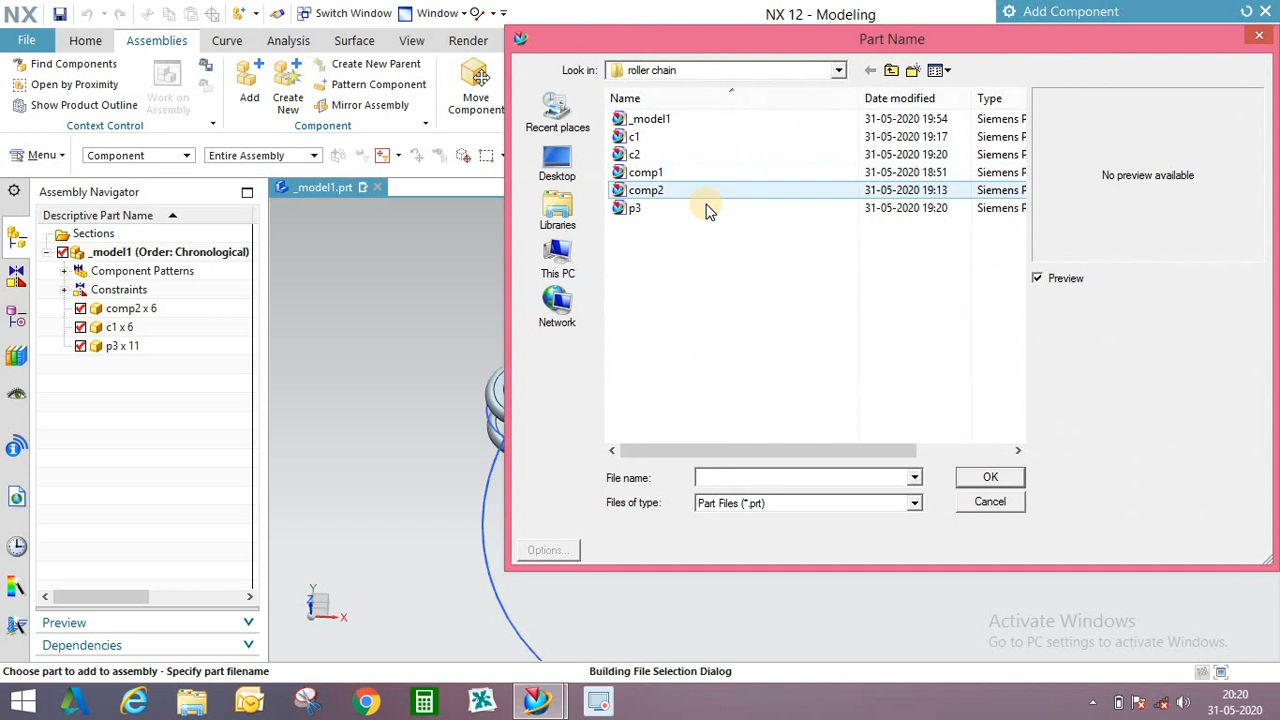 NX
Switch Window
Window
NX 12 - Modeling
Add Component
File
Home
Assemblies
Curve
Analysis
Surface
View
Render
Part Name
Find Components
Open by Proximity
Show Product Outline
Work on
Assembly
Add
Create
New
Create New Parent
Pattern Component
Mirror Assembly
Move
Component
Context Control
Component
Look in:
roller chain
Name
Date modified
Type
_model1
31-05-2020 19:54
Siemens P
c1
31-05-2020 19:17
Siemens P
c2
31-05-2020 19:20
Siemens P
comp1
31-05-2020 18:51
Siemens P
comp2
31-05-2020 19:13
Siemens P
p3
31-05-2020 19:20
Siemens P
Recent places
Desktop
Libraries
This PC
Network
No preview available
Preview
File name:
OK
Files of type:
Part Files (*.prt)
Cancel
Options...
Menu
Component
Entire Assembly
Assembly Navigator
_model1.prt
Descriptive Part Name
Sections
_model1 (Order: Chronological)
Component Patterns
Constraints
comp2 x 6
c1 x 6
p3 x 11
Preview
Dependencies
Y
Z
X
Activate Windows
Go to PC settings to activate Windows.
Choose part to add to assembly - Specify part filename
Building File Selection Dialog
20:20
31-05-2020